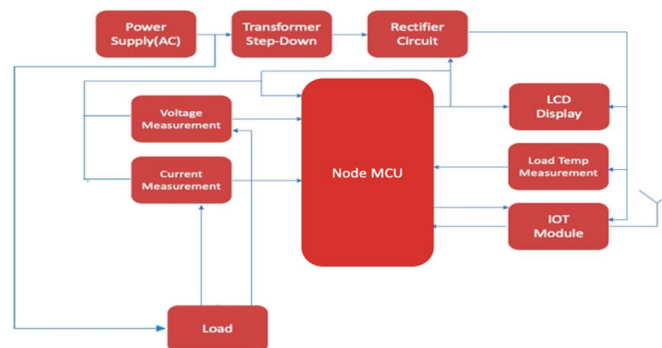 Power
Supply(AC)
Transformer
Step-Down
Rectifier
Circuit
Voltage
Measurement
Node MCU
LCD
Display
Current
Measurement
Load Temp
Measurement
IOT
Module
Load